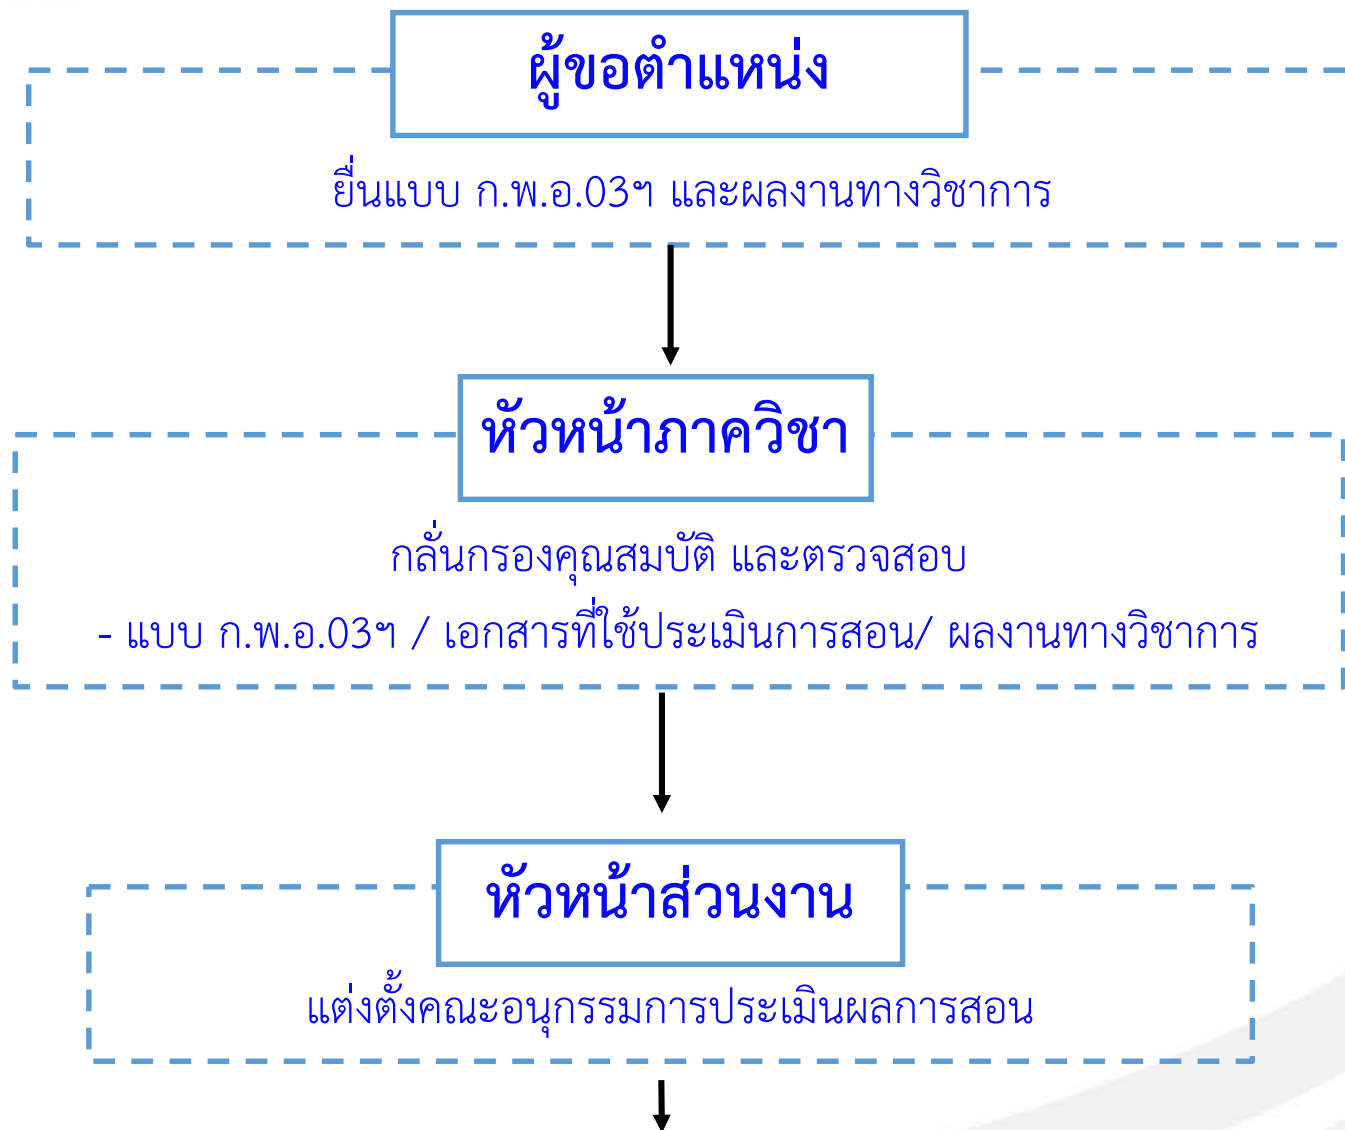 ผู้ขอตำแหน่ง
ยื่นแบบ ก.พ.อ.03ฯ และผลงานทางวิชาการ
หัวหน้าภาควิชา
กลั่นกรองคุณสมบัติ และตรวจสอบ
- แบบ ก.พ.อ.03ฯ / เอกสารที่ใช้ประเมินการสอน/ ผลงานทางวิชาการ
หัวหน้าส่วนงาน
แต่งตั้งคณะอนุกรรมการประเมินผลการสอน